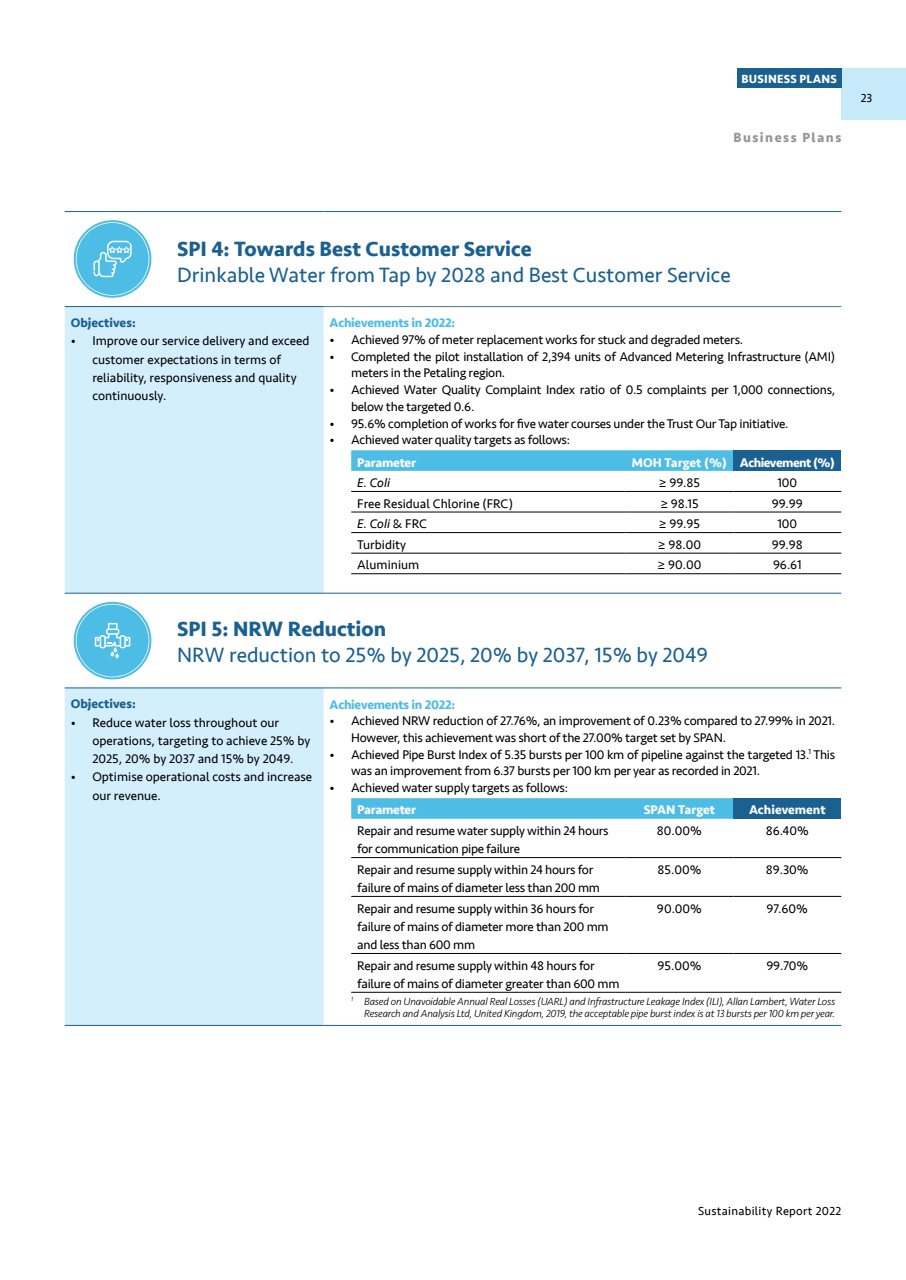 BUSINESS PLANS
23
Business Plans
SPI 4: Towards Best Customer Service
Drinkable Water from Tap by 2028 and Best Customer Service
Objectives:
• Improve our service delivery and exceed
customer expectations in terms of
reliability, responsiveness and quality
continuously.
Achievements in 2022:
• Achieved 97% of meter replacement works for stuck and degraded meters.
• Completed the pilot installation of 2,394 units of Advanced Metering Infrastructure (AMI)
meters in the Petaling region.
• Achieved Water Quality Complaint Index ratio of 0.5 complaints per 1,000 connections,
below the targeted 0.6.
• 95.6% completion of works for five water courses under the Trust Our Tap initiative.
• Achieved water quality targets as follows:
Parameter MOH Target (%) Achievement (%)
E. Coli ≥ 99.85 100
Free Residual Chlorine (FRC) ≥ 98.15 99.99
E. Coli & FRC ≥ 99.95 100
Turbidity ≥ 98.00 99.98
Aluminium ≥ 90.00 96.61
SPI 5: NRW Reduction
NRW reduction to 25% by 2025, 20% by 2037, 15% by 2049
Objectives:
• Reduce water loss throughout our
operations, targeting to achieve 25% by
2025, 20% by 2037 and 15% by 2049.
• Optimise operational costs and increase
our revenue.
Achievements in 2022:
• Achieved NRW reduction of 27.76%, an improvement of 0.23% compared to 27.99% in 2021.
However, this achievement was short of the 27.00% target set by SPAN.
• Achieved Pipe Burst Index of 5.35 bursts per 100 km of pipeline against the targeted 13.¹ This
was an improvement from 6.37 bursts per 100 km per year as recorded in 2021.
• Achieved water supply targets as follows:
Parameter SPAN Target Achievement
Repair and resume water supply within 24 hours 80.00% 86.40%
for communication pipe failure
Repair and resume supply within 24 hours for 85.00% 89.30%
failure of mains of diameter less than 200 mm
Repair and resume supply within 36 hours for 90.00% 97.60%
failure of mains of diameter more than 200 mm
and less than 600 mm
Repair and resume supply within 48 hours for 95.00% 99.70%
failure of mains of diameter greater than 600 mm
¹ Based on Unavoidable Annual Real Losses (UARL) and Infrastructure Leakage Index (ILI), Allan Lambert, Water Loss
Research and Analysis Ltd, United Kingdom, 2019, the acceptable pipe burst index is at 13 bursts per 100 km per year.
Sustainability Report 2022